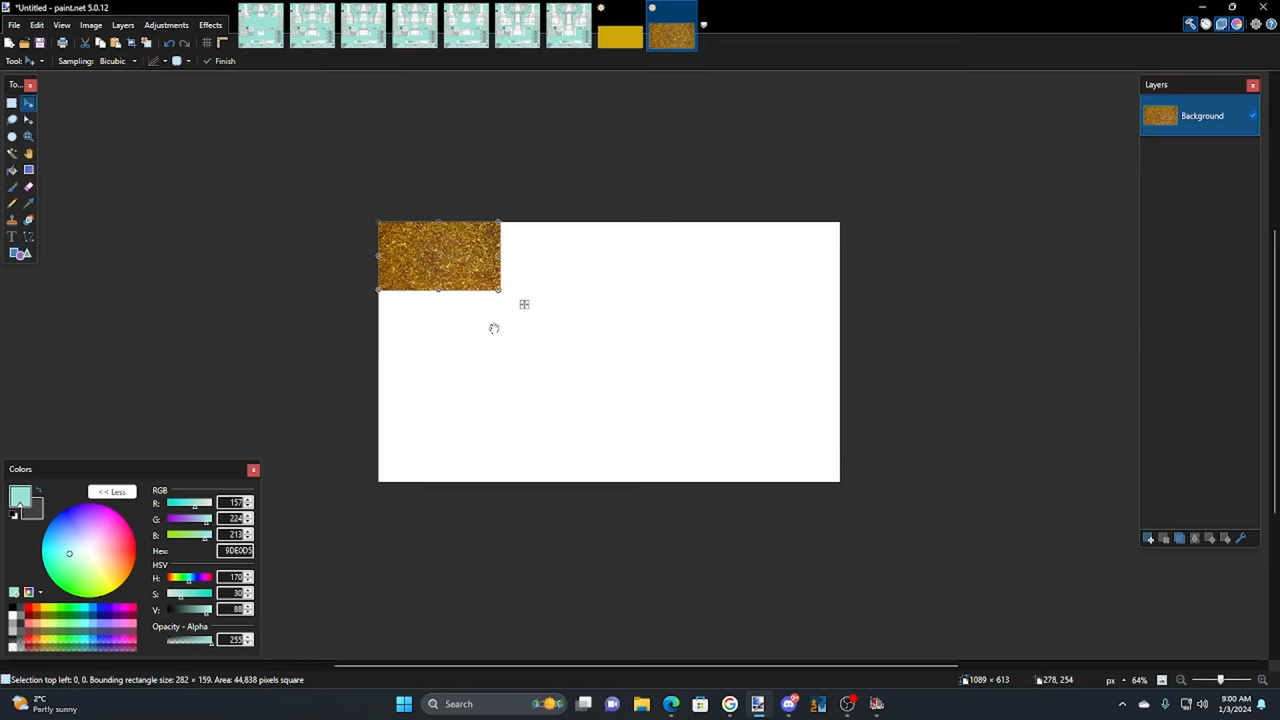 *Untitled - paint.net 5.0.12
File Edit View Image Layers Adjustments Effects
Tool: Sampling: Bicubic Finish
To...
Layers
Background
Colors
<< Less
RGB
R: 157
G: 224
B: 213
Hex: 9DE0D5
HSV
H: 170
S: 30
V: 88
Opacity - Alpha
255
Selection top left: 0, 0. Bounding rectangle size: 282 × 159. Area: 44,838 pixels square
1089 × 613
278, 254
px
64%
2°C
Partly sunny
Search
9:00 AM
1/3/2024